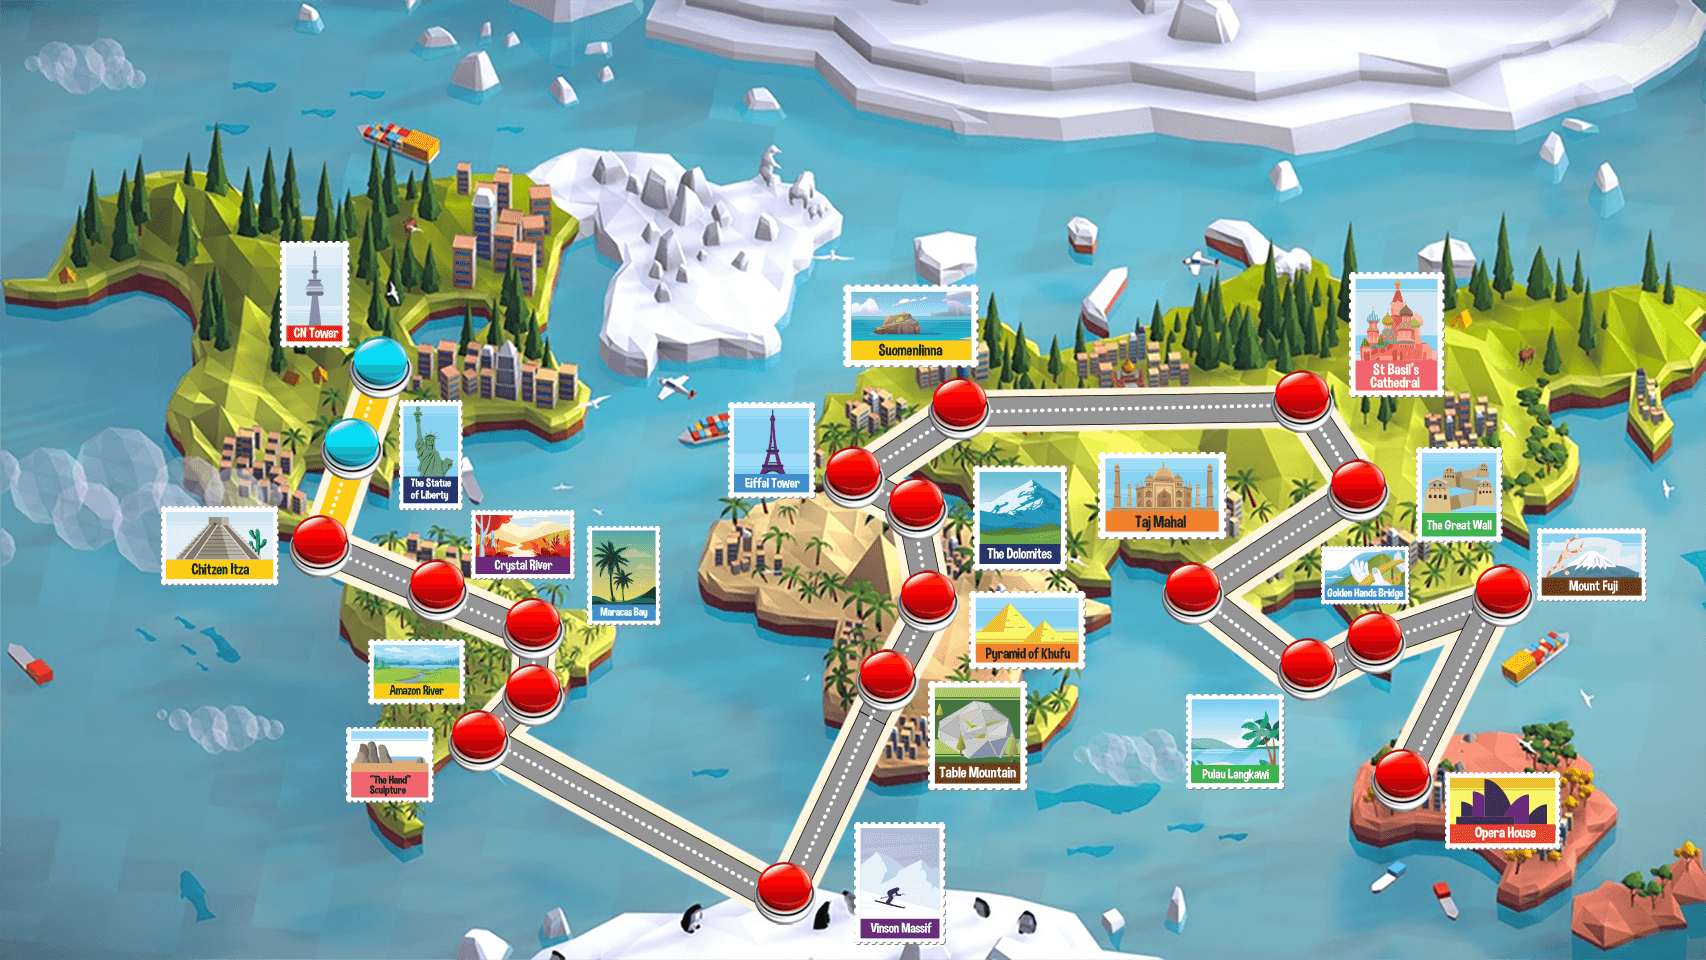 CN Tower
Suomenlinna
St Basil's
Cathedral
The Statue
of Liberty
Eiffel Tower
The Dolomites
Taj Mahal
The Great Wall
Chitzen Itza
Crystal River
Maracas Bay
Golden Hands Bridge
Mount Fuji
Pyramid of Khufu
Amazon River
"The Hand"
Sculpture
Table Mountain
Pulau Langkawi
Opera House
Vinson Massif